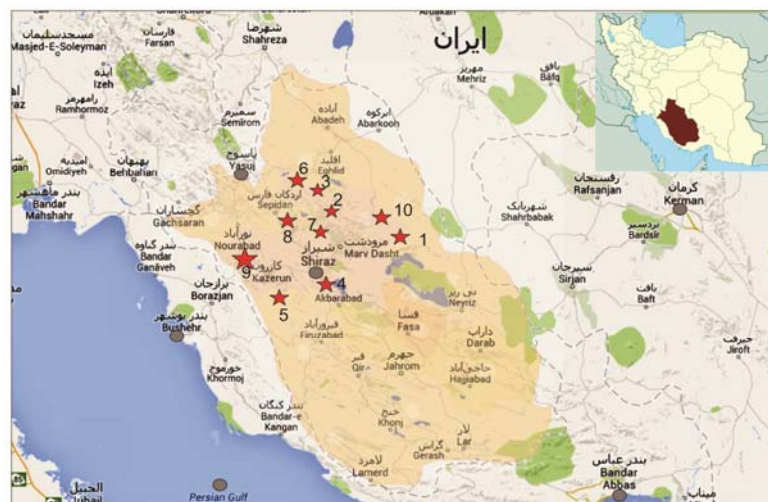 شهرضا
Shahreza
ایران
مسجدسلیمان
Masjed-E-Soleyman
فارسان
Farsan
ایذه
Izeh
مهریز
Mehriz
بافق
Bāfq
رامهرمز
Ramhormoz
سمیرم
Semirom
آباده
Abadeh
ابرکوه
Abarkooh
امیدیه
Omidiyeh
بهبهان
Behbahan
یاسوج
Yasuj
اقلید
Eghlid
6
3
رفسنجان
Rafsanjan
کرمان
Kerman
بندر ماهشهر
Bandar
Mahshahr
گچساران
Gachsaran
اردکان فارس
Sepidan
2
10
شهربابک
Shahrbabak
8
7
1
نورآباد
Nourabad
مرودشت
Marv Dasht
بردسیر
Bardsir
بندر گناوه
Bandar
Ganāveh
شیراز
Shiraz
9
کازرون
Kazerun
4
سیرجان
Sirjan
برازجان
Borazjan
5
Akbarabad
نی ریز
Neyriz
بافت
Baft
بندر بوشهر
Bushehr
فیروزآباد
Firuzabad
فسا
Fasa
داراب
Darab
جیرفت
Jiroft
خورموج
Khormoj
قیر
Qir
جهرم
Jahrom
حاجی‌آباد
Hajiabad
بندر کنگان
Bandar-e
Kangan
خنج
Khonj
لار
Lar
گراش
Gerash
لامرد
Lamerd
بندر عباس
Bandar
Abbas
میناب
الجبيل
Jubail
Persian Gulf